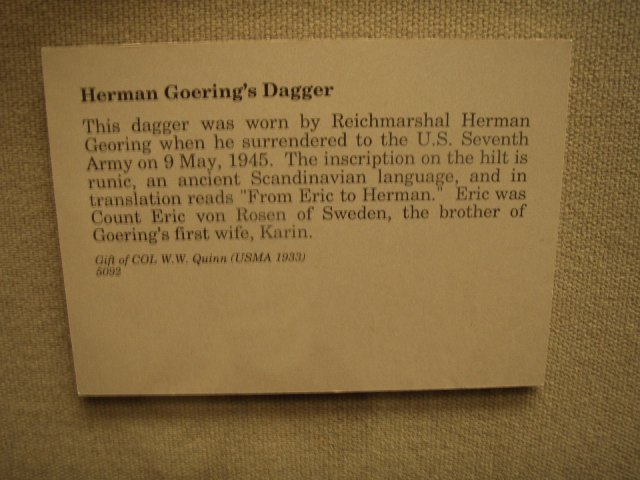 Herman Goering's Dagger
This dagger was worn by Reichmarshal Herman
Georing when he surrendered to the U.S. Seventh
Army on 9 May, 1945. The inscription on the hilt is
runic, an ancient Scandinavian language, and in
translation reads "From Eric to Herman." Eric was
Count Eric von Rosen of Sweden, the brother of
Goering's first wife, Karin.
Gift of COL W.W. Quinn (USMA 1933)
5092